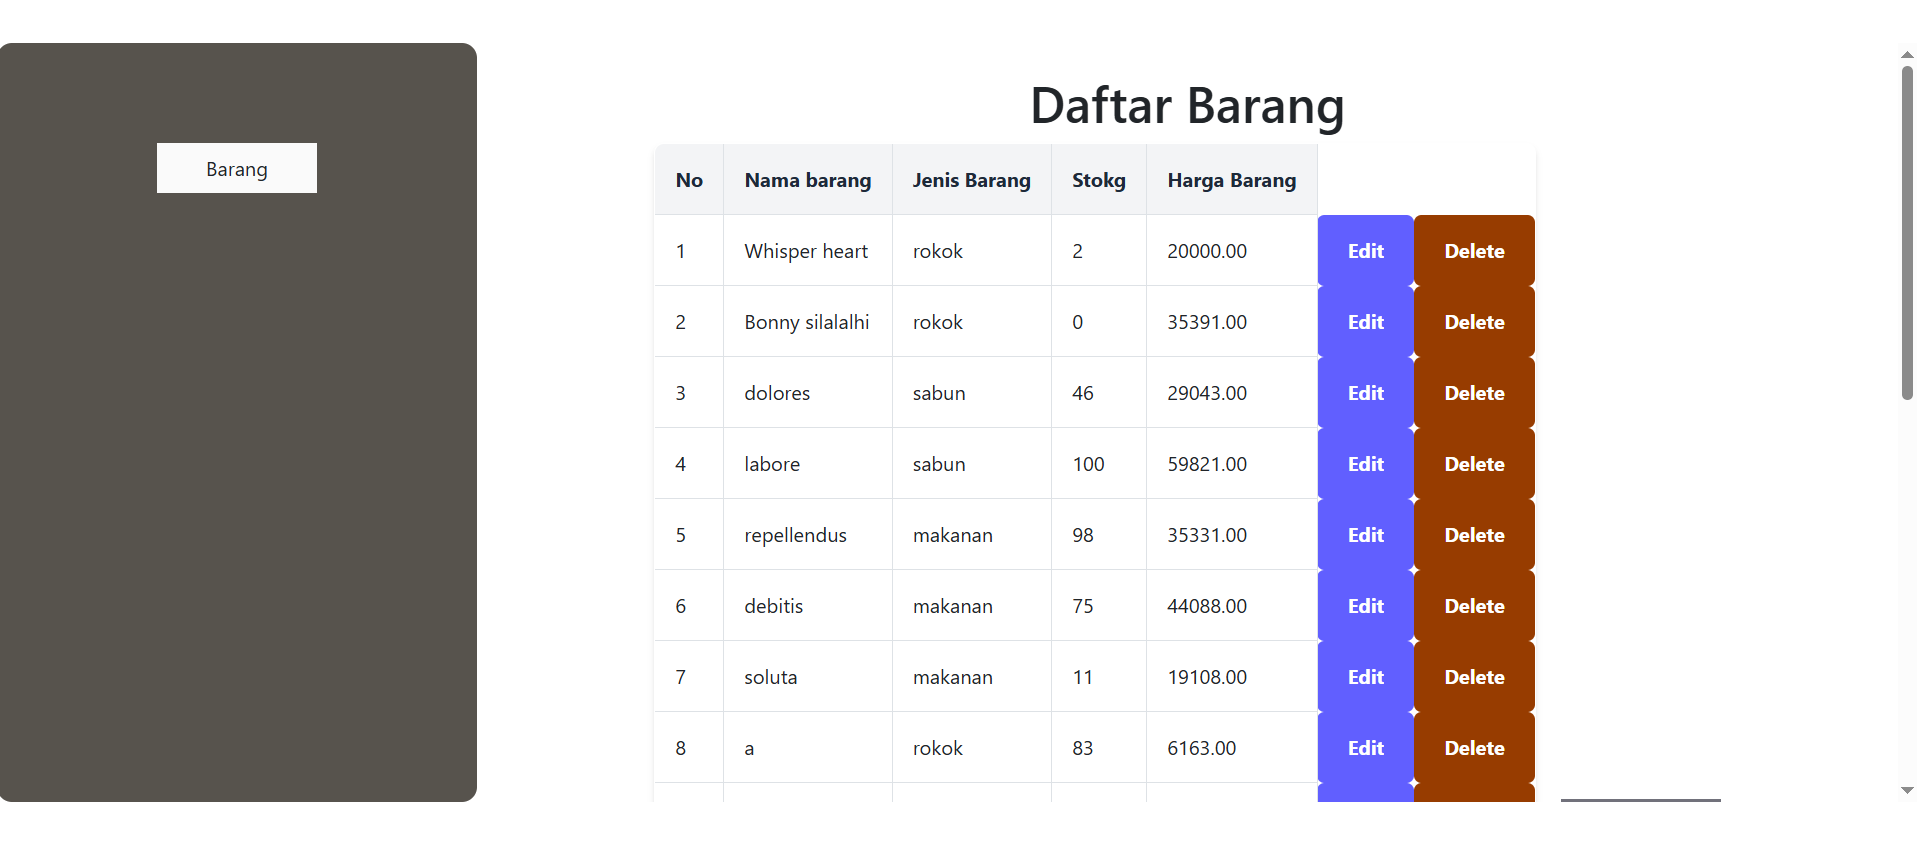 Daftar Barang
Barang
No Nama barang Jenis Barang Stokg Harga Barang
1 Whisper heart rokok 2 20000.00 Edit Delete
2 Bonny silalalhi rokok 0 35391.00 Edit Delete
3 dolores sabun 46 29043.00 Edit Delete
4 labore sabun 100 59821.00 Edit Delete
5 repellendus makanan 98 35331.00 Edit Delete
6 debitis makanan 75 44088.00 Edit Delete
7 soluta makanan 11 19108.00 Edit Delete
8 a rokok 83 6163.00 Edit Delete